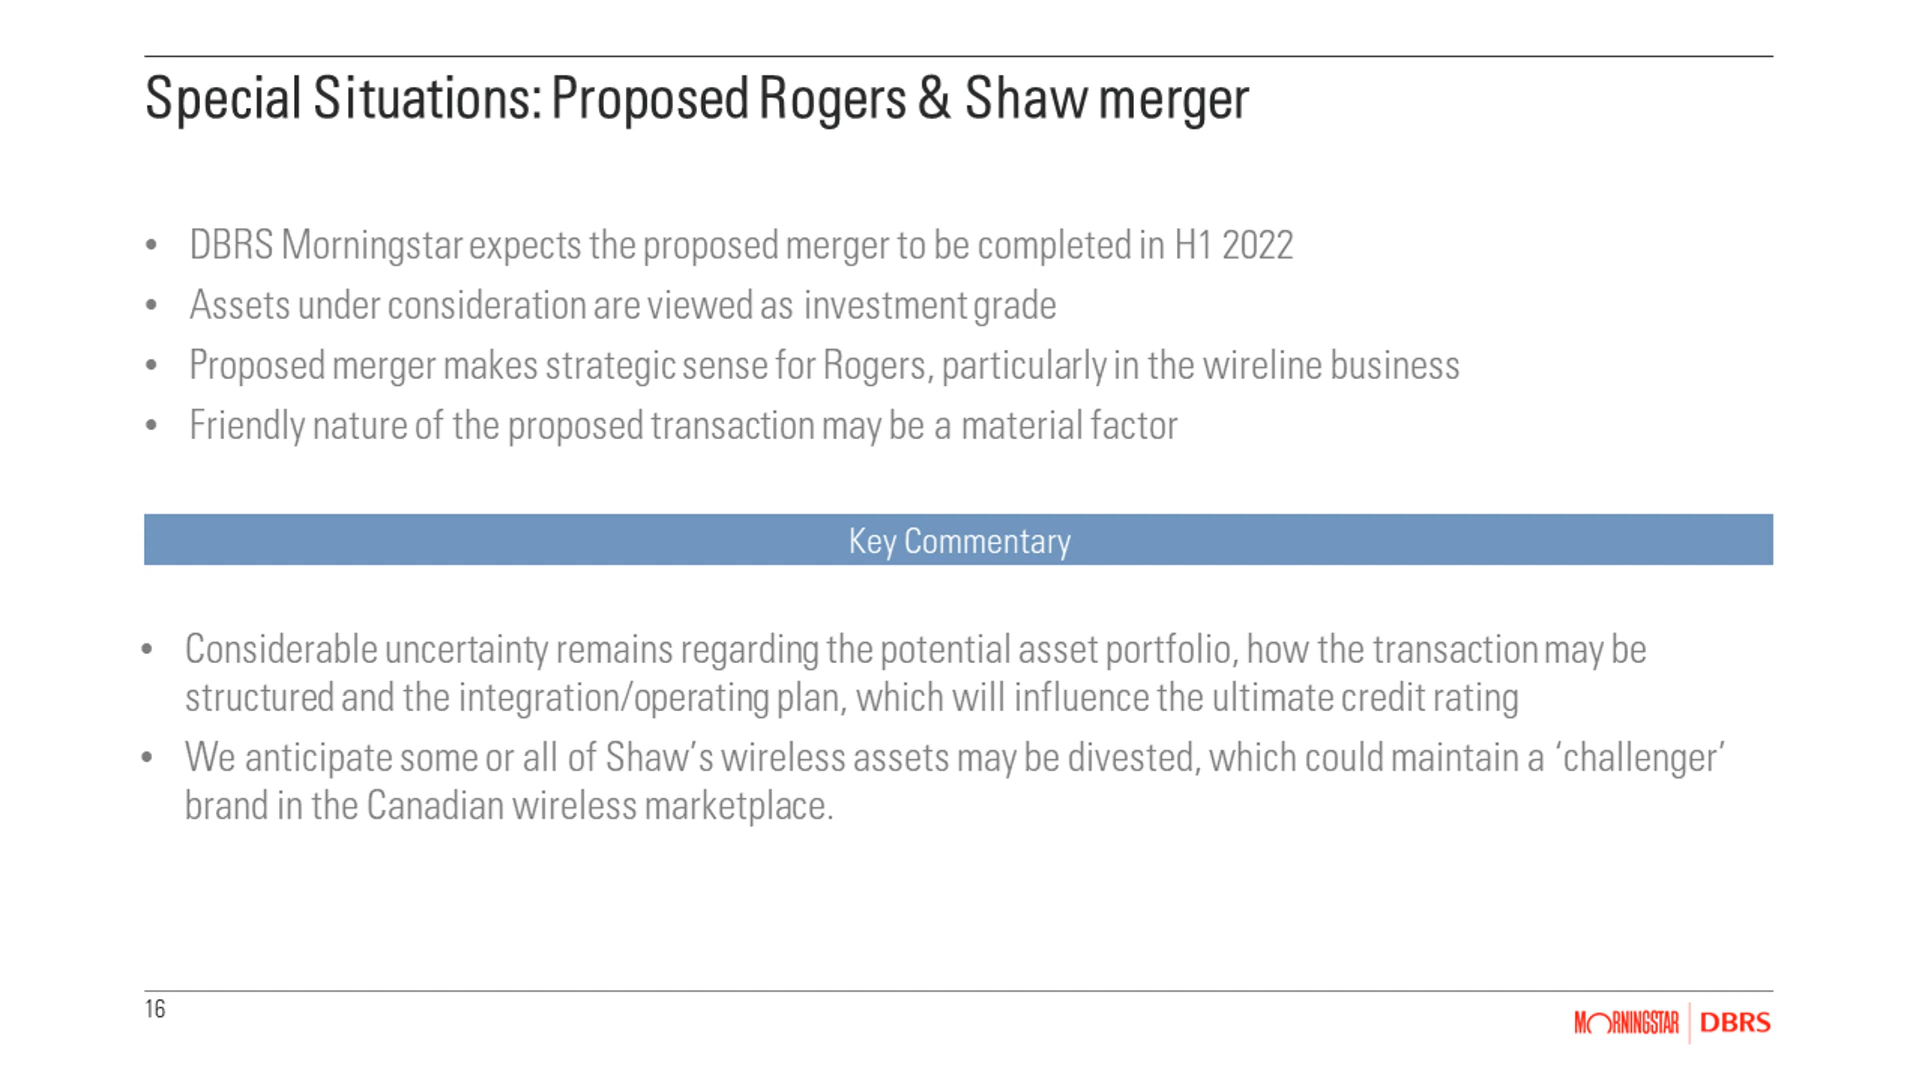 Special Situations: Proposed Rogers & Shaw merger
• DBRS Morningstar expects the proposed merger to be completed in H1 2022
• Assets under consideration are viewed as investment grade
• Proposed merger makes strategic sense for Rogers, particularly in the wireline business
• Friendly nature of the proposed transaction may be a material factor
Key Commentary
• Considerable uncertainty remains regarding the potential asset portfolio, how the transaction may be
structured and the integration/operating plan, which will influence the ultimate credit rating
• We anticipate some or all of Shaw’s wireless assets may be divested, which could maintain a ‘challenger’
brand in the Canadian wireless marketplace.
16
MORNINGSTAR | DBRS